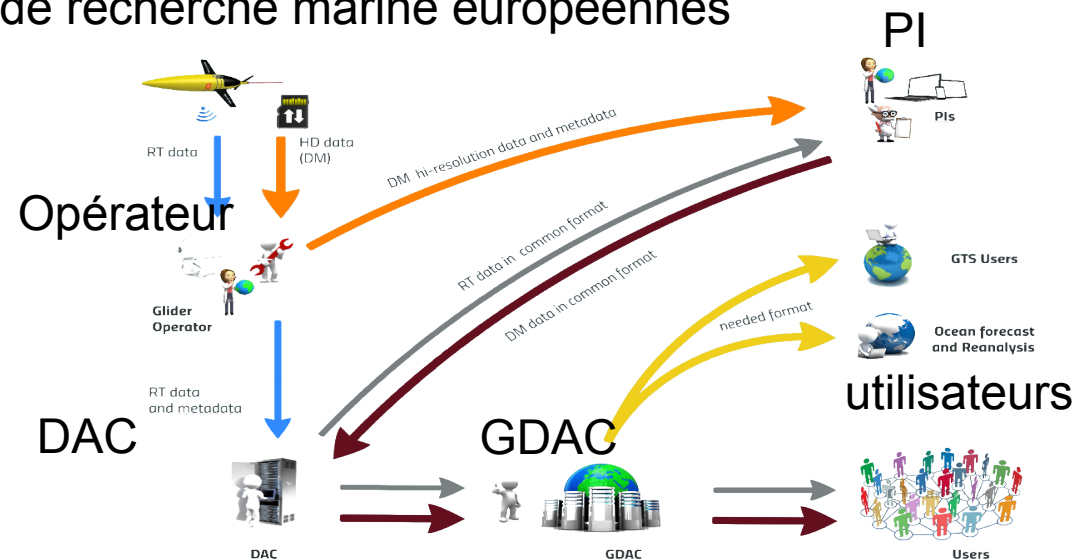 de recherche marine européennes
PI
PIs
RT data
HD data
(DM)
DM hi-resolution data and metadata
Opérateur
RT data in common format
DM data in common format
GTS Users
Glider
Operator
needed format
Ocean forecast
and Reanalysis
RT data
and metadata
utilisateurs
DAC
GDAC
DAC
GDAC
Users